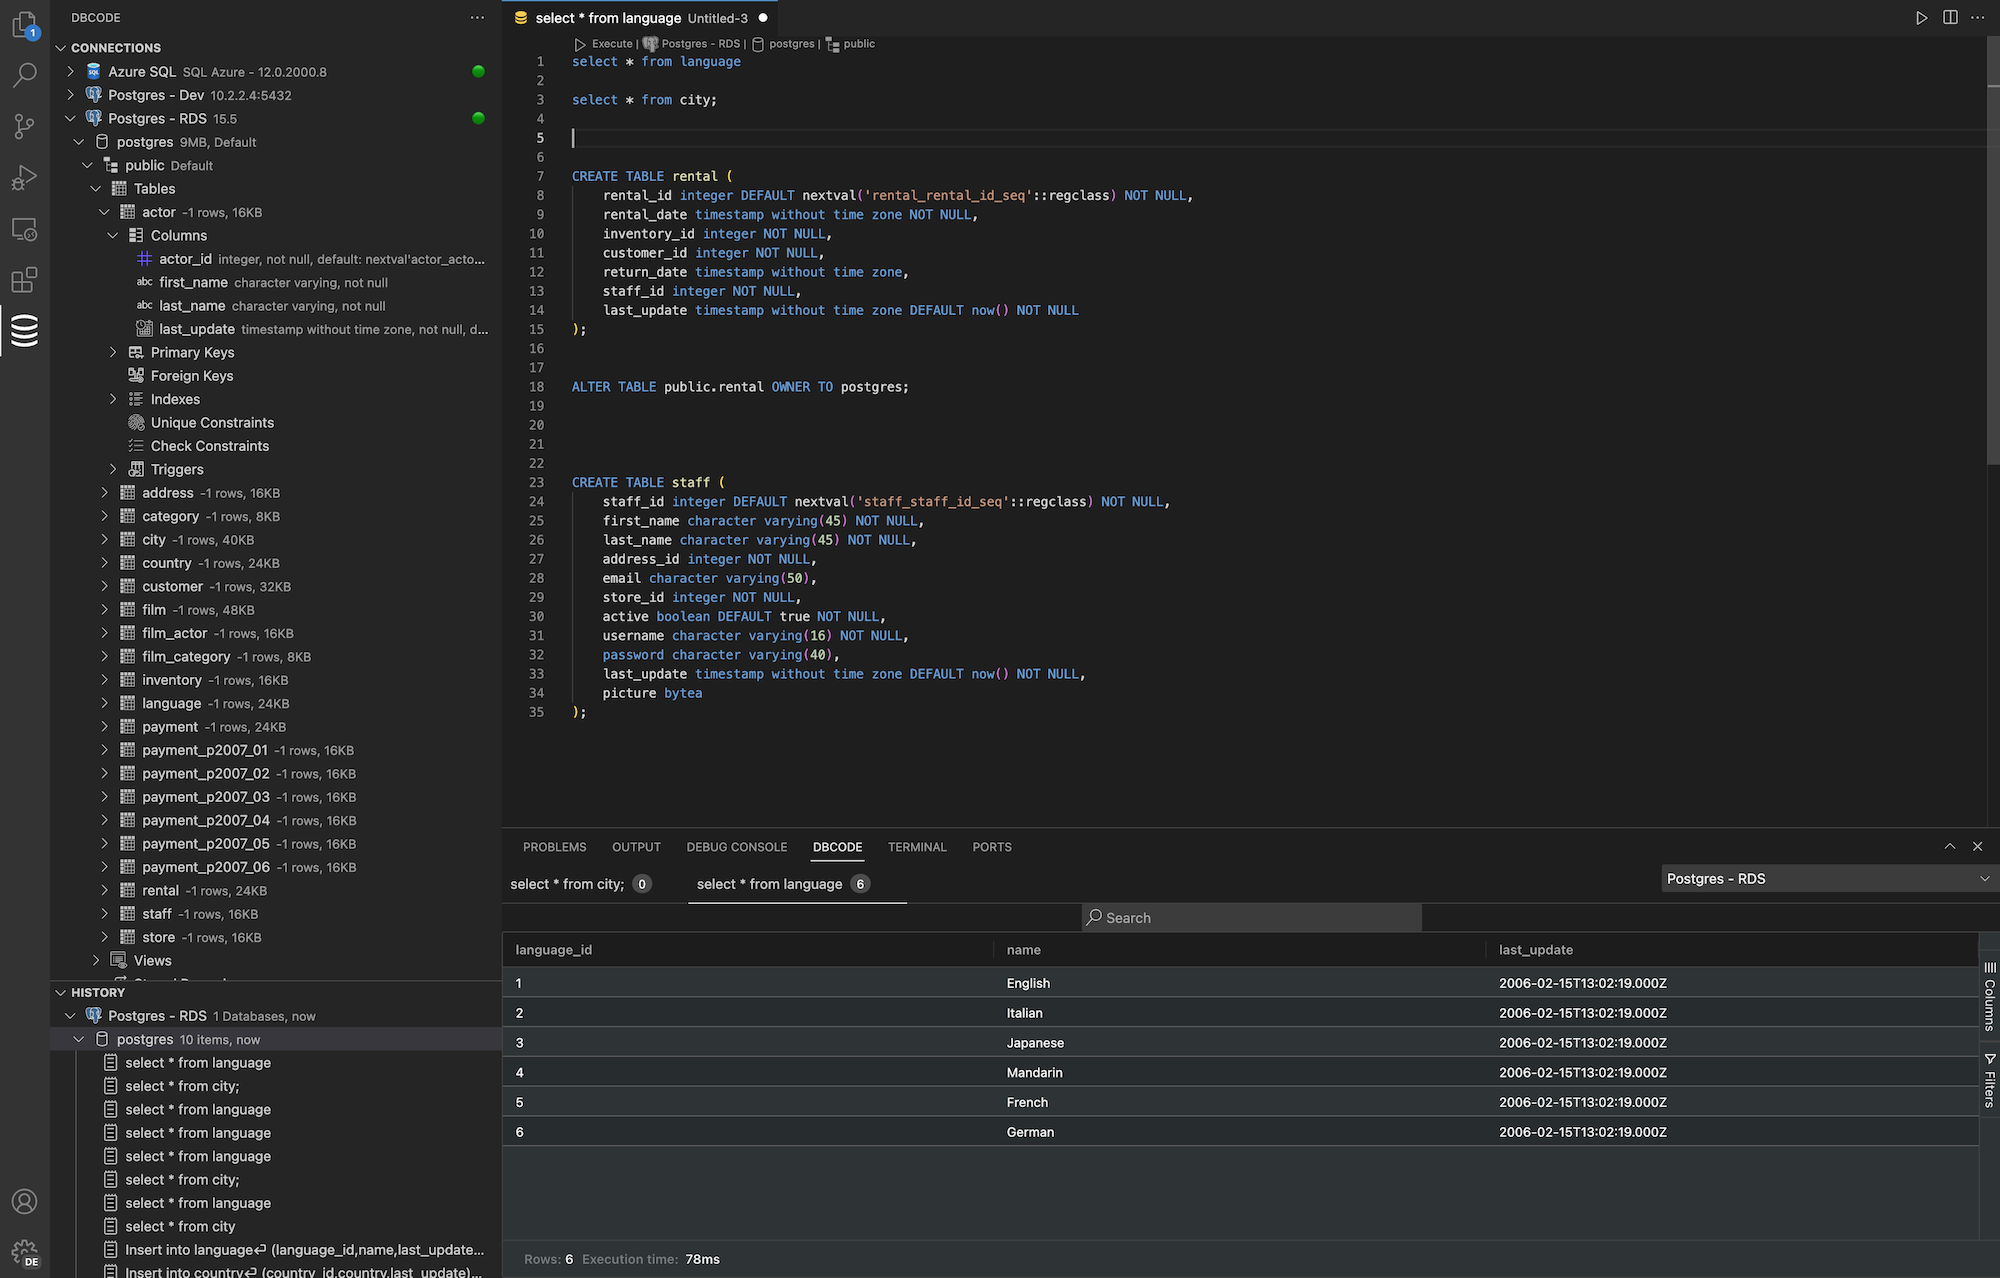 1
DBCODE
CONNECTIONS
Azure SQL SQL Azure - 12.0.2000.8
Postgres - Dev 10.2.2.4:5432
Postgres - RDS 15.5
postgres 9MB, Default
public Default
Tables
actor -1 rows, 16KB
Columns
actor_id integer, not null, default: nextval'actor_acto...
abc first_name character varying, not null
abc last_name character varying, not null
last_update timestamp without time zone, not null, d...
Primary Keys
Foreign Keys
Indexes
Unique Constraints
Check Constraints
Triggers
address -1 rows, 16KB
category -1 rows, 8KB
city -1 rows, 40KB
country -1 rows, 24KB
customer -1 rows, 32KB
film -1 rows, 48KB
film_actor -1 rows, 16KB
film_category -1 rows, 8KB
inventory -1 rows, 16KB
language -1 rows, 24KB
payment -1 rows, 24KB
payment_p2007_01 -1 rows, 16KB
payment_p2007_02 -1 rows, 16KB
payment_p2007_03 -1 rows, 16KB
payment_p2007_04 -1 rows, 16KB
payment_p2007_05 -1 rows, 16KB
payment_p2007_06 -1 rows, 16KB
rental -1 rows, 24KB
staff -1 rows, 16KB
store -1 rows, 16KB
Views
HISTORY
Postgres - RDS 1 Databases, now
postgres 10 items, now
select * from language
select * from city;
select * from language
select * from language
select * from language
select * from city;
select * from language
select * from city
Insert into language↵ (language_id,name,last_update...
Insert into country↵ (country_id,country,last_update)...
DE
select * from language Untitled-3
Execute | Postgres - RDS | postgres | public
1 select * from language
2
3 select * from city;
4
5
6
7 CREATE TABLE rental (
8 rental_id integer DEFAULT nextval('rental_rental_id_seq'::regclass) NOT NULL,
9 rental_date timestamp without time zone NOT NULL,
10 inventory_id integer NOT NULL,
11 customer_id integer NOT NULL,
12 return_date timestamp without time zone,
13 staff_id integer NOT NULL,
14 last_update timestamp without time zone DEFAULT now() NOT NULL
15 );
16
17
18 ALTER TABLE public.rental OWNER TO postgres;
19
20
21
22
23 CREATE TABLE staff (
24 staff_id integer DEFAULT nextval('staff_staff_id_seq'::regclass) NOT NULL,
25 first_name character varying(45) NOT NULL,
26 last_name character varying(45) NOT NULL,
27 address_id integer NOT NULL,
28 email character varying(50),
29 store_id integer NOT NULL,
30 active boolean DEFAULT true NOT NULL,
31 username character varying(16) NOT NULL,
32 password character varying(40),
33 last_update timestamp without time zone DEFAULT now() NOT NULL,
34 picture bytea
35 );
PROBLEMS OUTPUT DEBUG CONSOLE DBCODE TERMINAL PORTS
select * from city; 0 select * from language 6 Postgres - RDS
Search
language_id name last_update
1 English 2006-02-15T13:02:19.000Z
2 Italian 2006-02-15T13:02:19.000Z
3 Japanese 2006-02-15T13:02:19.000Z
4 Mandarin 2006-02-15T13:02:19.000Z
5 French 2006-02-15T13:02:19.000Z
6 German 2006-02-15T13:02:19.000Z
Columns
Filters
Rows: 6 Execution time: 78ms